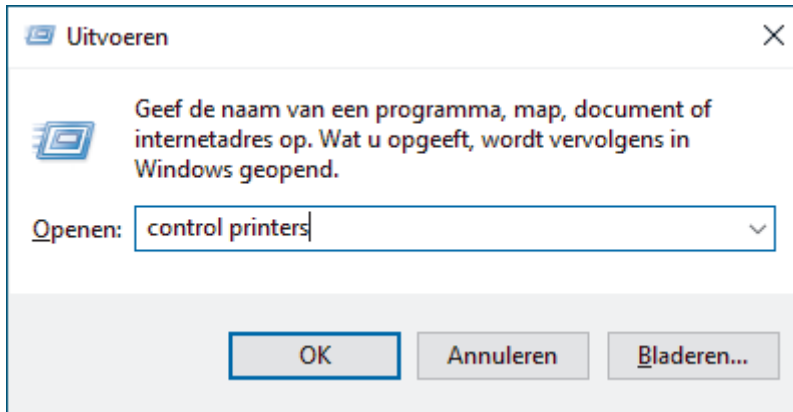 Uitvoeren
Geef de naam van een programma, map, document of
internetadres op. Wat u opgeeft, wordt vervolgens in
Windows geopend.
Openen: control printers
OK Annuleren Bladeren...